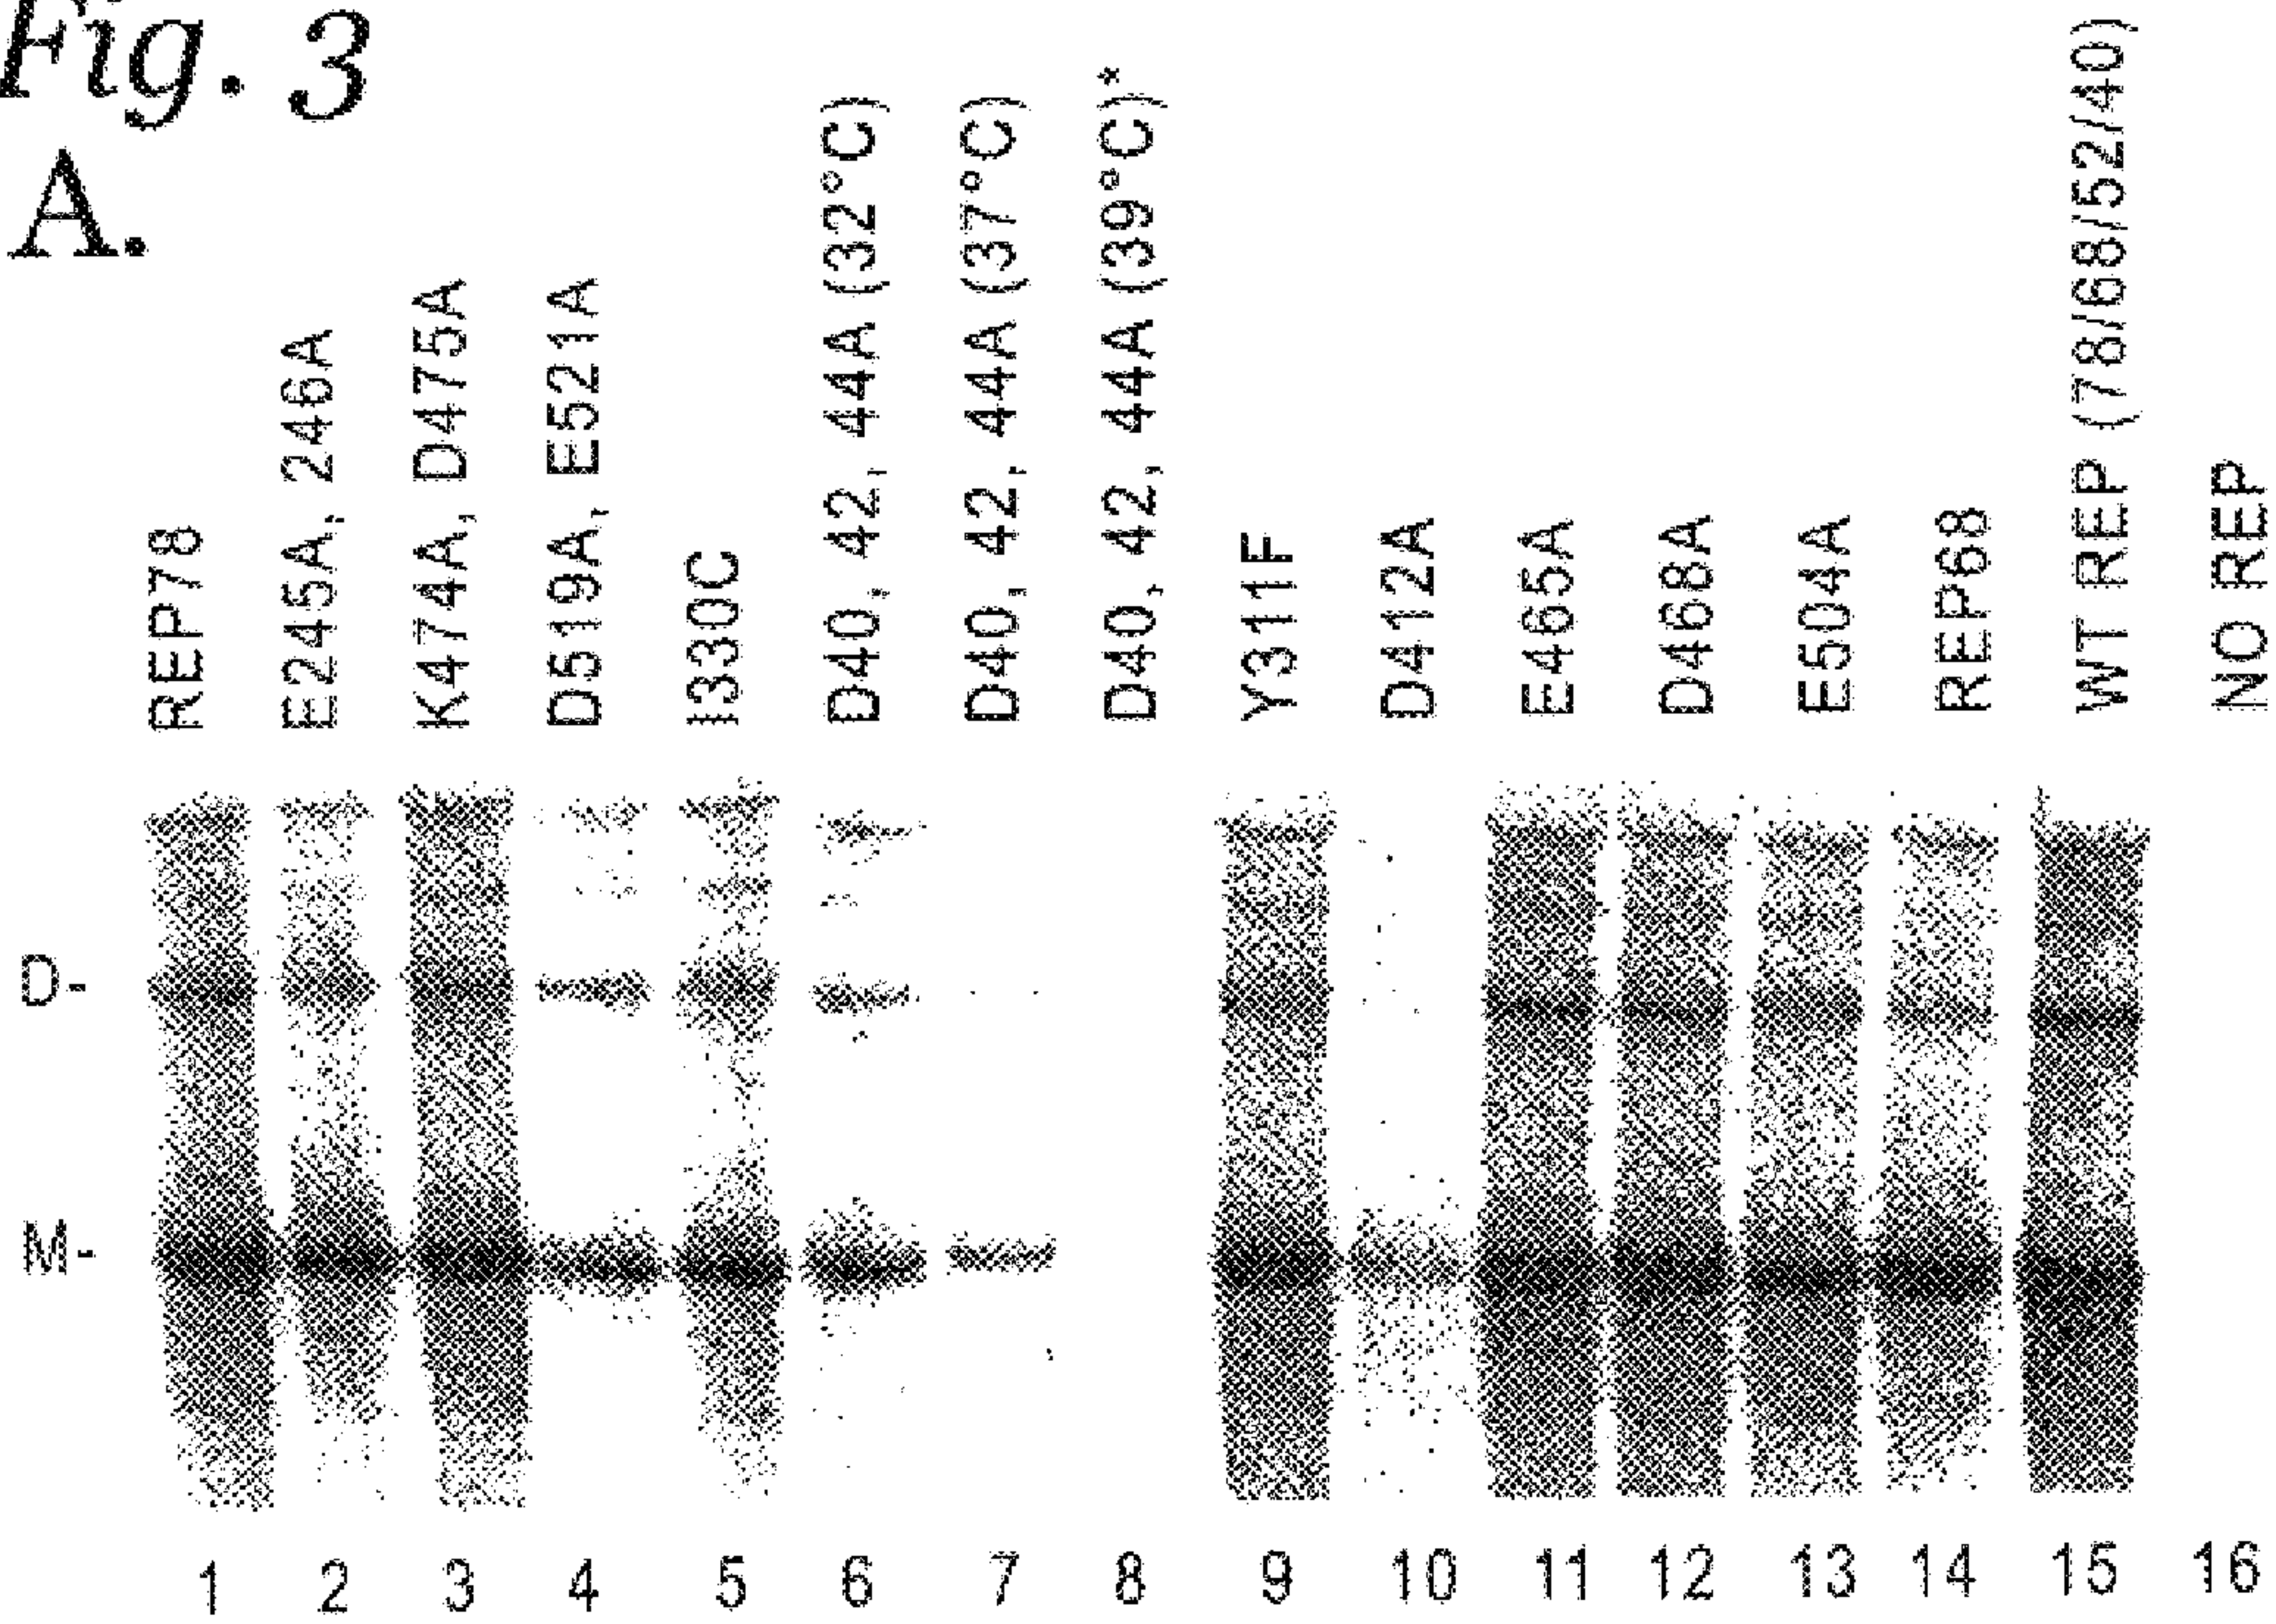 Fig. 3
A.
REP78
E245A, 246A
K474A, D475A
D519A, E521A
I330C
D40, 42, 44A (32°C)
D40, 42, 44A (37°C)
D40, 42, 44A (39°C)*
Y311F
D412A
E465A
D468A
E504A
REP68
WT REP (78/68/52/40)
NO REP
D-
M-
1 2 3 4 5 6 7 8 9 10 11 12 13 14 15 16